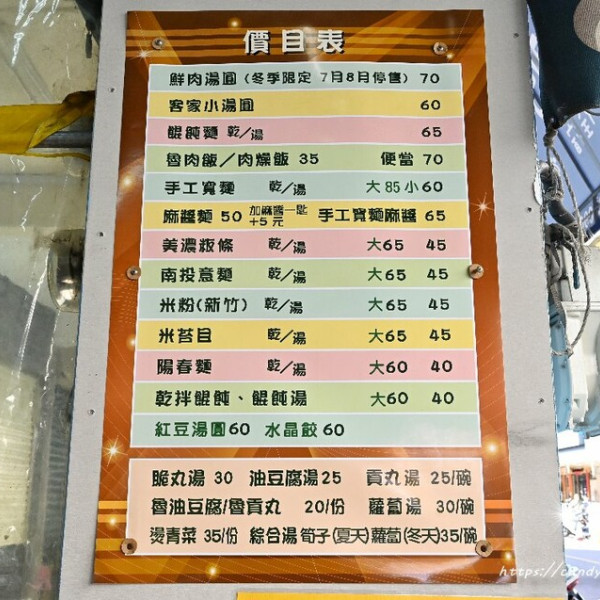 價目表
鮮肉湯圓(冬季限定 7月8月停售) 70
客家小湯圓 60
餛飩麵 乾/湯 65
魯肉飯/肉燥飯 35 便當 70
手工寬麵 乾/湯 大85 小60
麻醬麵 50 加麻醬一匙+5元 手工寬麵麻醬 65
美濃粄條 乾/湯 大65 45
南投意麵 乾/湯 大65 45
米粉(新竹) 乾/湯 大65 45
米苔目 乾/湯 大65 45
陽春麵 乾/湯 大60 40
乾拌餛飩、餛飩湯 大60 40
紅豆湯圓60 水晶餃60
脆丸湯 30 油豆腐湯25 貢丸湯 25/碗
魯油豆腐/魯貢丸 20/份 蘿蔔湯 30/碗
燙青菜 35/份 綜合湯 筍子(夏天)蘿蔔(冬天)35/碗